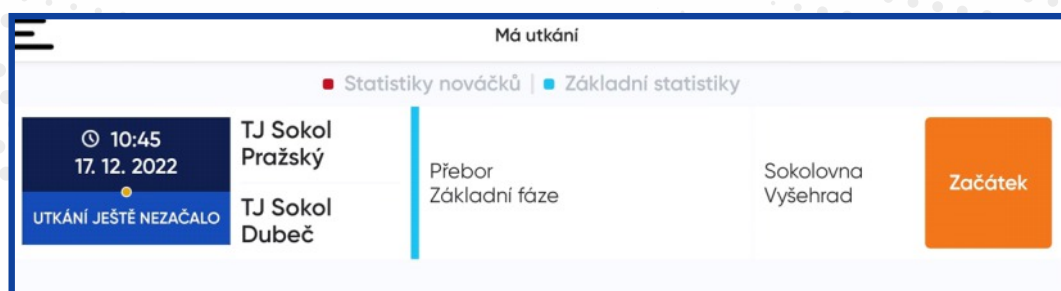 Má utkání
Statistiky nováčků | Základní statistiky
10:45
17. 12. 2022
UTKÁNÍ JEŠTĚ NEZAČALO
TJ Sokol
Pražský
TJ Sokol
Dubeč
Přebor
Základní fáze
Sokolovna
Vyšehrad
Začátek